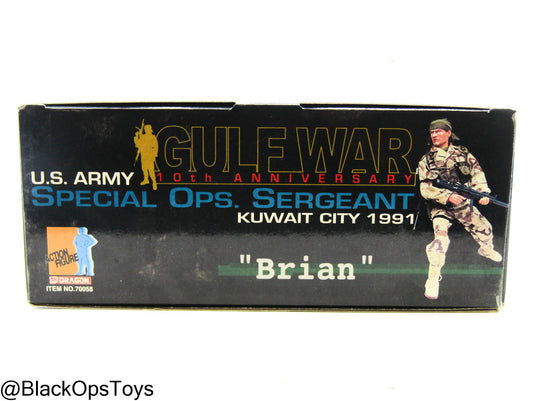 GULF WAR
10th ANNIVERSARY
U.S. ARMY
SPECIAL OPS. SERGEANT
KUWAIT CITY 1991
"Brian"
ACTION FIGURE
DRAGON
ITEM NO.70058
@BlackOpsToys